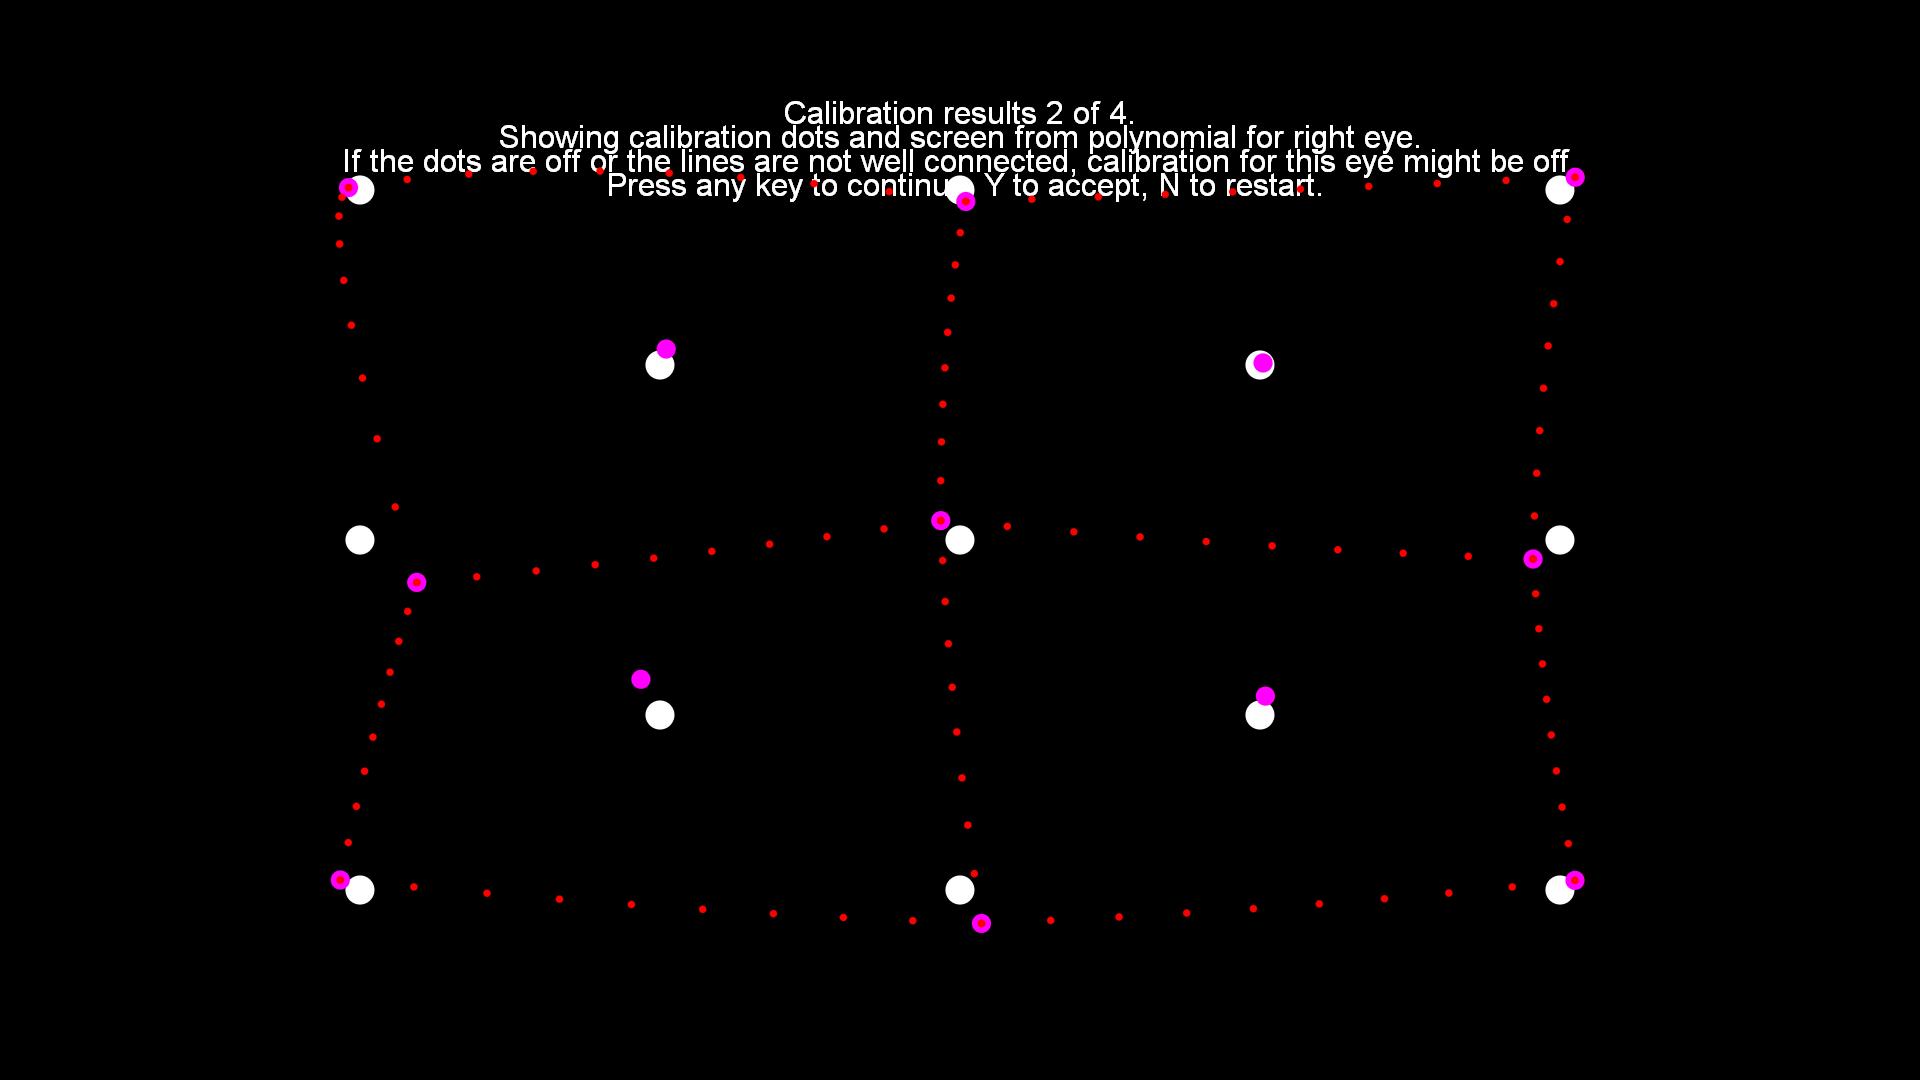 Calibration results 2 of 4.
Showing calibration dots and screen from polynomial for right eye.
If the dots are off or the lines are not well connected, calibration for this eye might be off
Press any key to continue, Y to accept, N to restart.